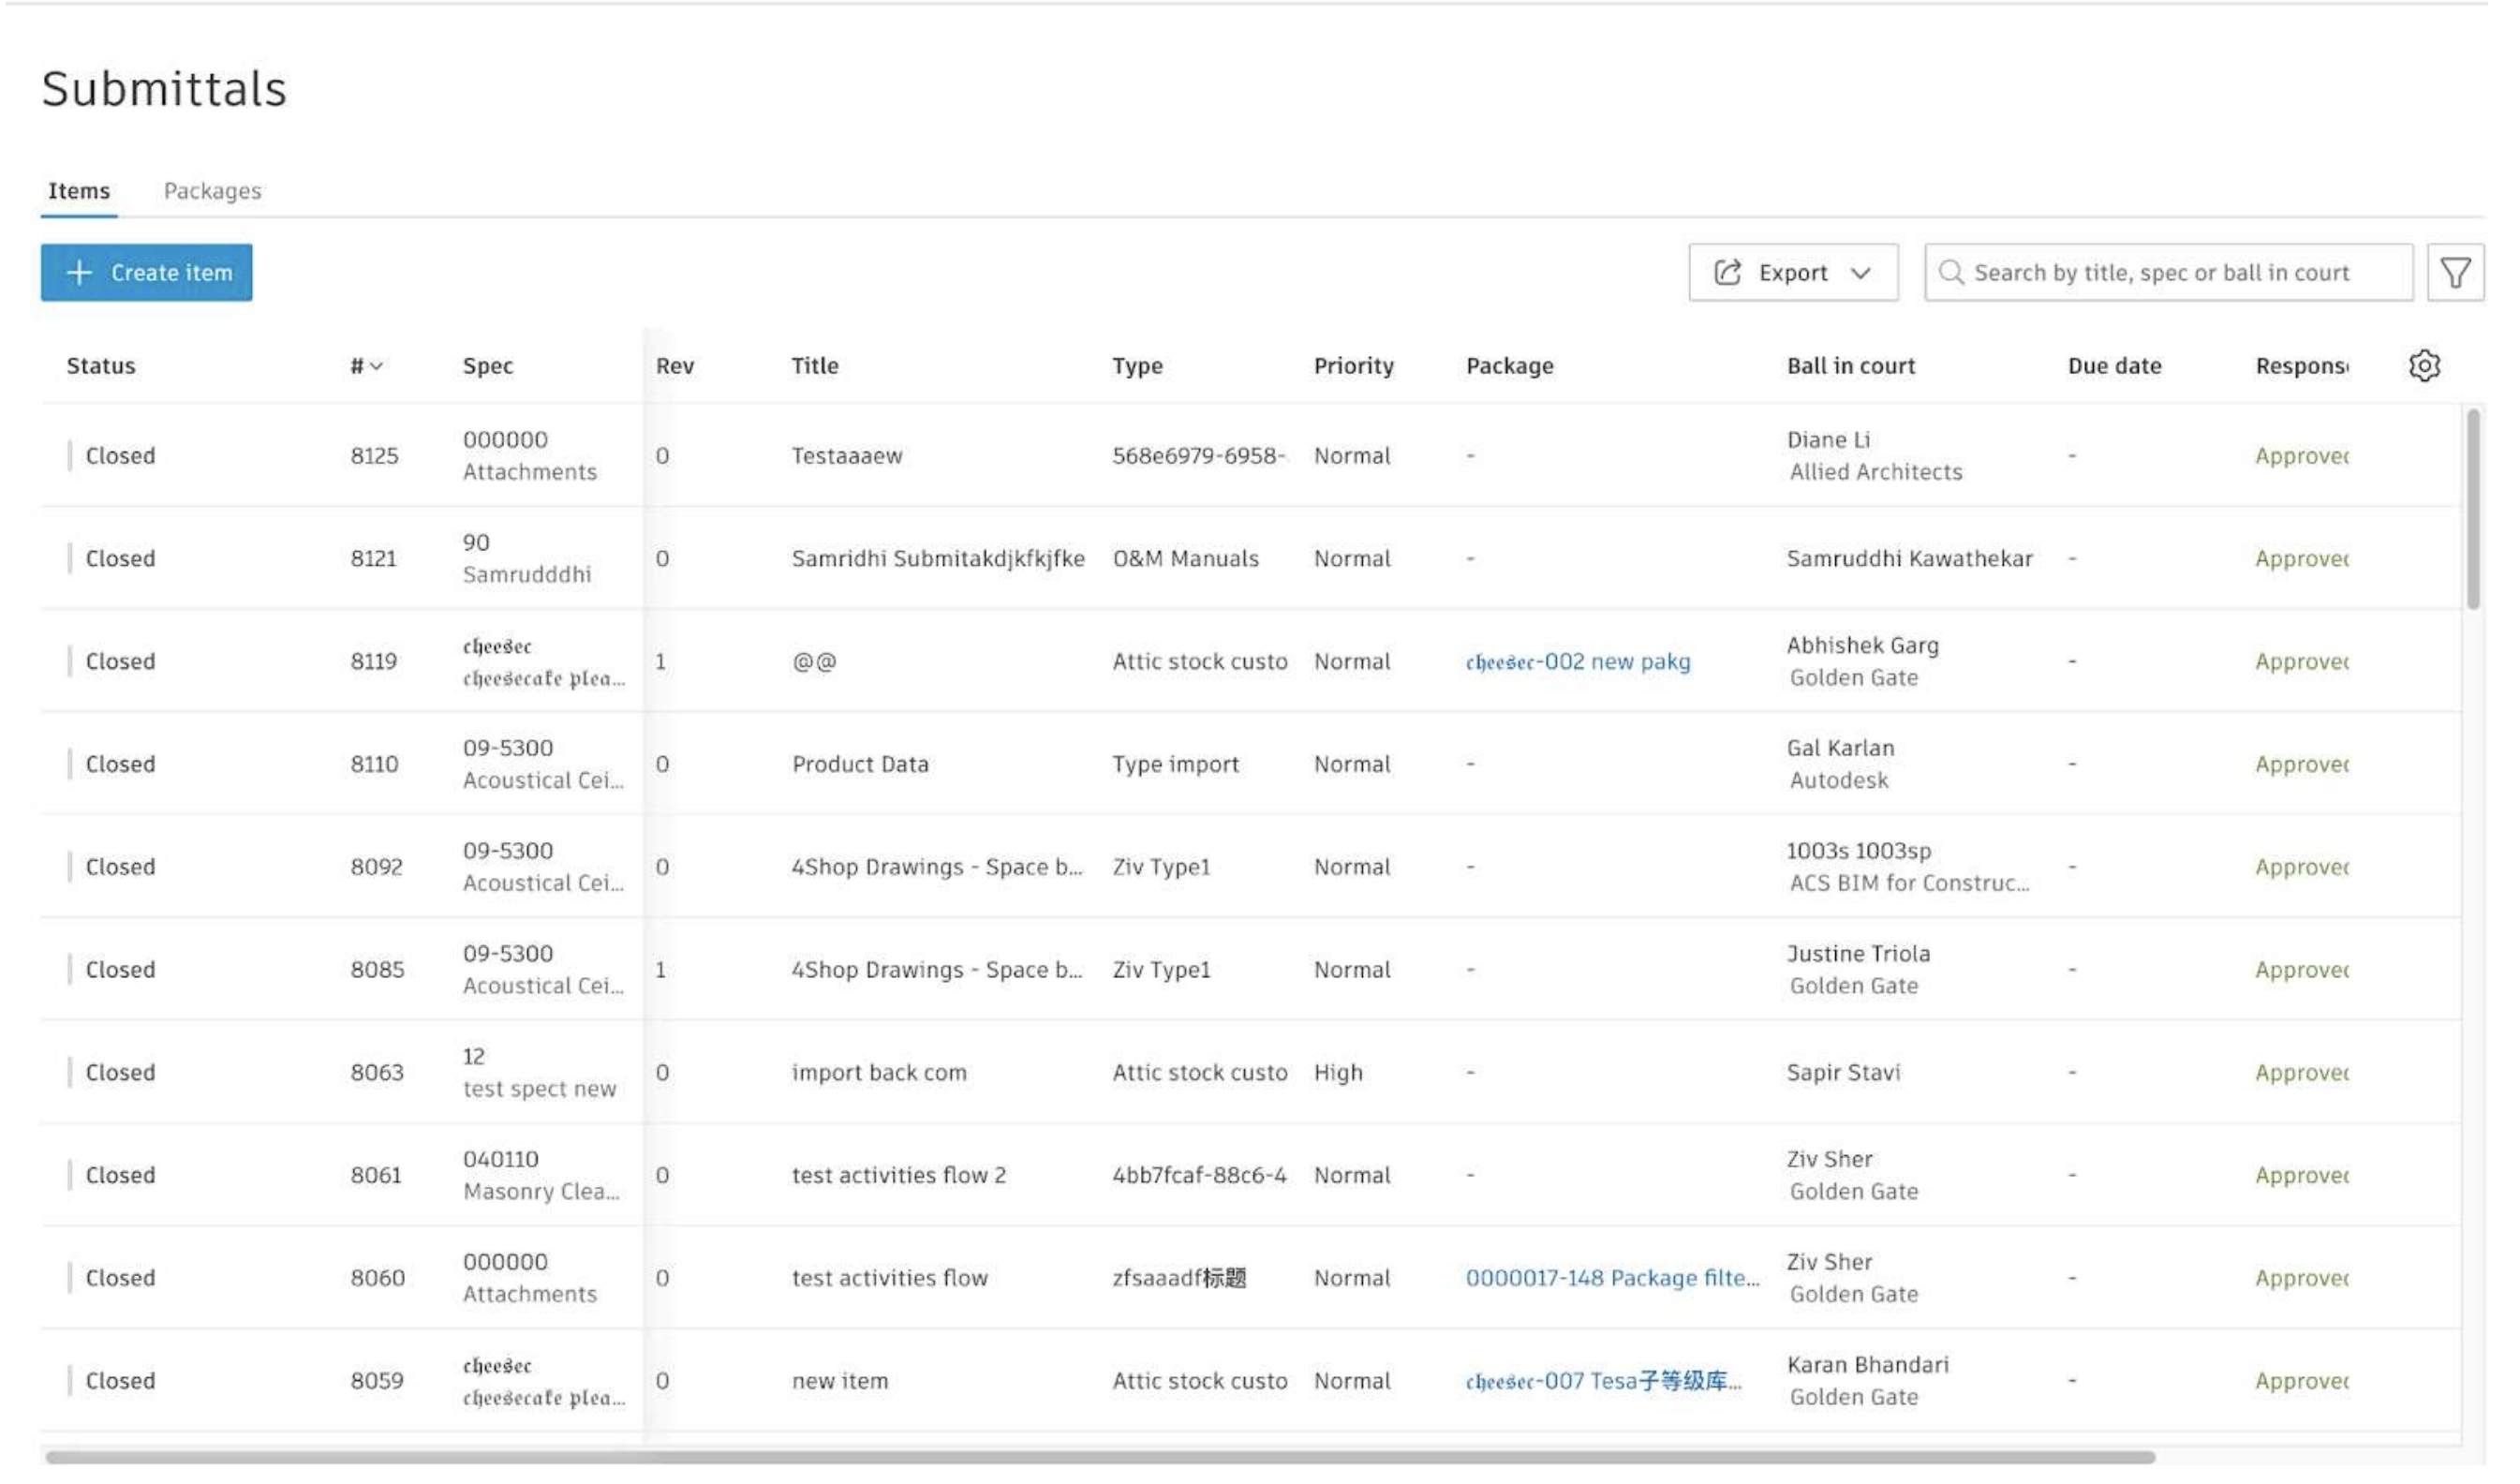 Submittals
Items Packages
+ Create item Export Search by title, spec or ball in court
Status # Spec Rev Title Type Priority Package Ball in court Due date Respons
Closed 8125 000000 0 Testaaaew 568e6979-6958- Normal - Diane Li - Approved
Attachments Allied Architects
Closed 8121 90 0 Samridhi Submitakdjkfkjfke O&M Manuals Normal - Samruddhi Kawathekar - Approved
Samrudddhi
Closed 8119 𝖈𝖍𝖊𝖊𝖘𝖊𝖈 1 @@ Attic stock custo Normal 𝖈𝖍𝖊𝖊𝖘𝖊𝖈-002 new pakg Abhishek Garg - Approved
𝖈𝖍𝖊𝖊𝖘𝖊𝖈𝖆𝖐𝖊 𝖕𝖑𝖊𝖆... Golden Gate
Closed 8110 09-5300 0 Product Data Type import Normal - Gal Karlan - Approved
Acoustical Cei... Autodesk
Closed 8092 09-5300 0 4Shop Drawings - Space b... Ziv Type1 Normal - 1003s 1003sp - Approved
Acoustical Cei... ACS BIM for Construc...
Closed 8085 09-5300 1 4Shop Drawings - Space b... Ziv Type1 Normal - Justine Triola - Approved
Acoustical Cei... Golden Gate
Closed 8063 12 0 import back com Attic stock custo High - Sapir Stavi - Approved
test spect new
Closed 8061 040110 0 test activities flow 2 4bb7fcaf-88c6-4 Normal - Ziv Sher - Approved
Masonry Clea... Golden Gate
Closed 8060 000000 0 test activities flow zfsaaadf标题 Normal 0000017-148 Package filte... Ziv Sher - Approved
Attachments Golden Gate
Closed 8059 𝖈𝖍𝖊𝖊𝖘𝖊𝖈 0 new item Attic stock custo Normal 𝖈𝖍𝖊𝖊𝖘𝖊𝖈-007 Tesa子等级库... Karan Bhandari - Approved
𝖈𝖍𝖊𝖊𝖘𝖊𝖈𝖆𝖐𝖊 𝖕𝖑𝖊𝖆... Golden Gate